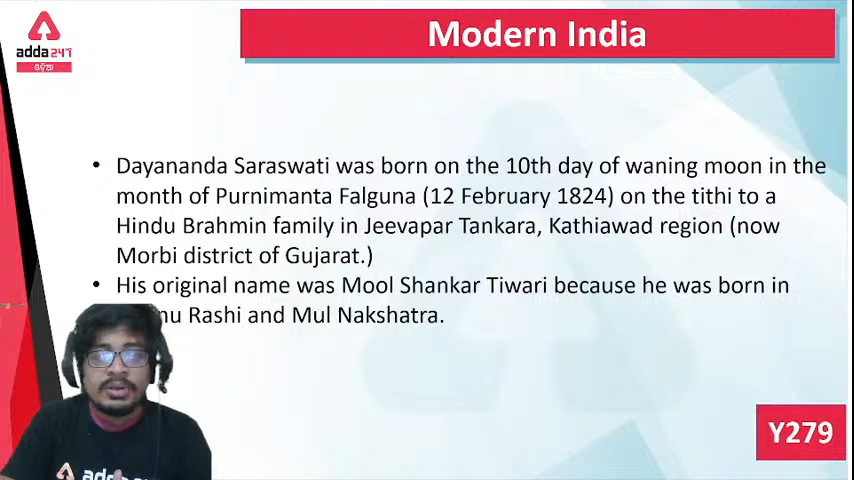 Modern India
adda247
ଓଡ଼ିଆ
• Dayananda Saraswati was born on the 10th day of waning moon in the
month of Purnimanta Falguna (12 February 1824) on the tithi to a
Hindu Brahmin family in Jeevapar Tankara, Kathiawad region (now
Morbi district of Gujarat.)
• His original name was Mool Shankar Tiwari because he was born in
Rashi and Mul Nakshatra.
Y279